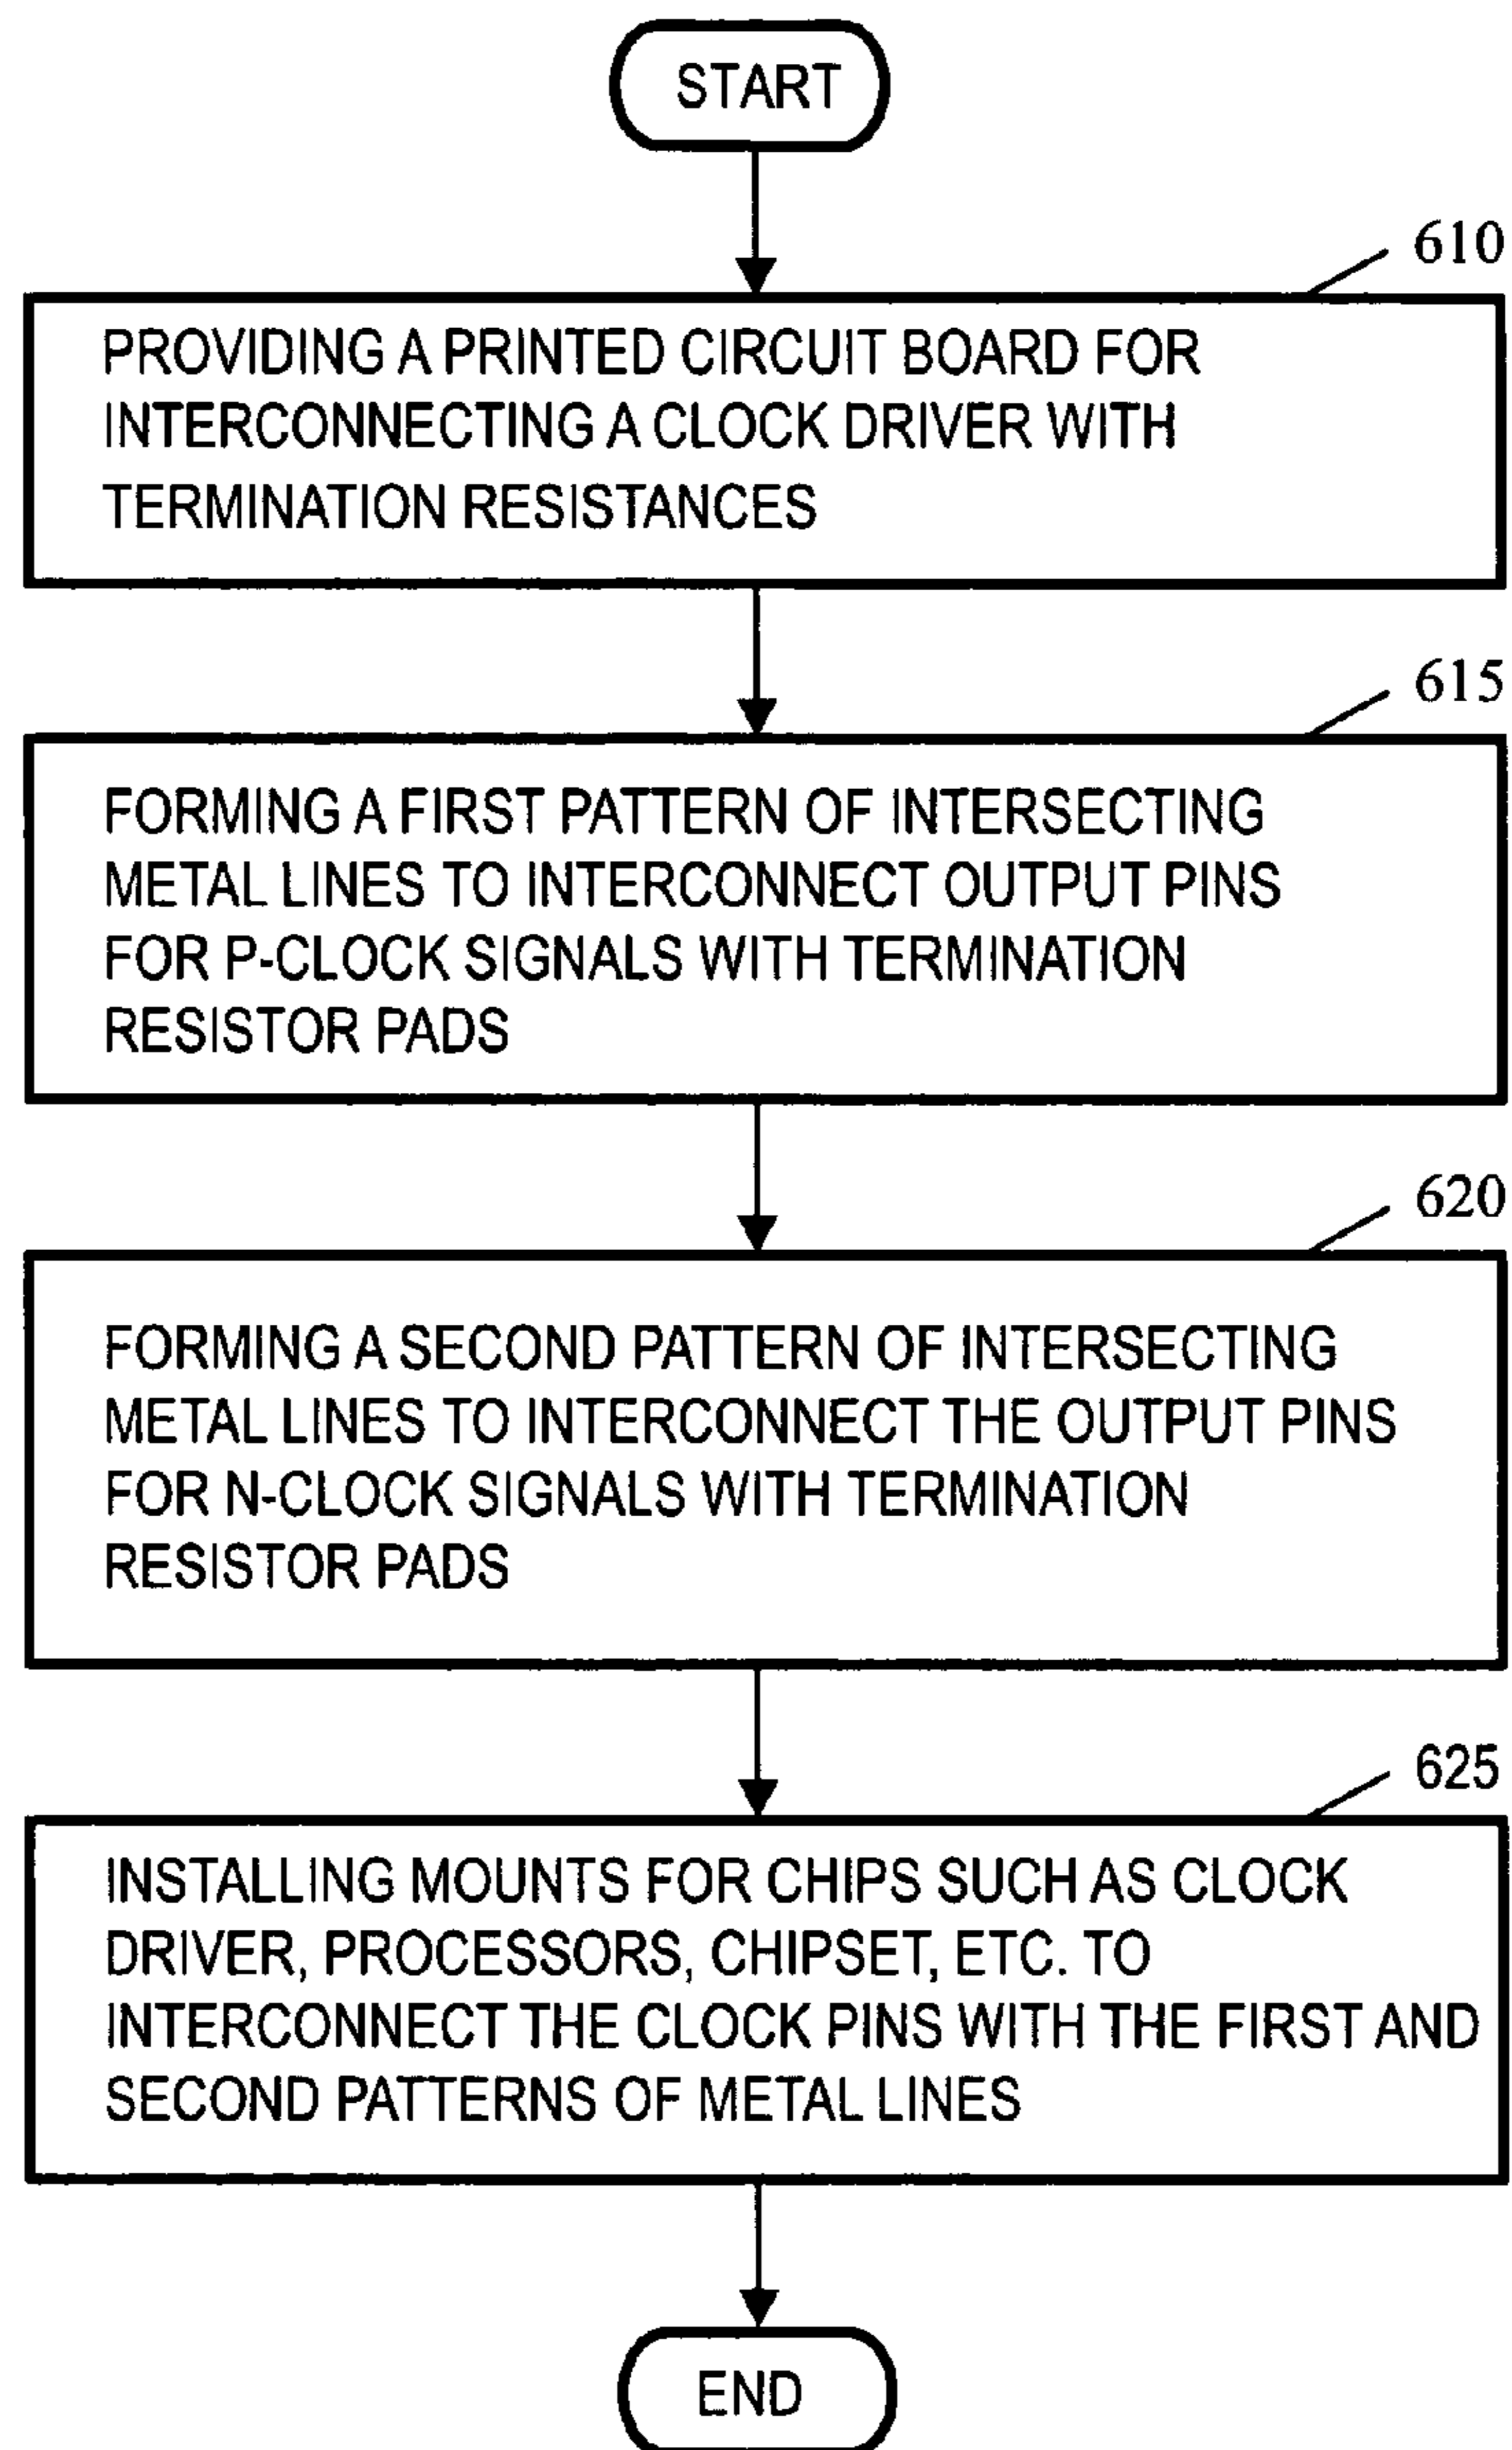 START
610
PROVIDING A PRINTED CIRCUIT BOARD FOR
INTERCONNECTING A CLOCK DRIVER WITH
TERMINATION RESISTANCES
615
FORMING A FIRST PATTERN OF INTERSECTING
METAL LINES TO INTERCONNECT OUTPUT PINS
FOR P-CLOCK SIGNALS WITH TERMINATION
RESISTOR PADS
620
FORMING A SECOND PATTERN OF INTERSECTING
METAL LINES TO INTERCONNECT THE OUTPUT PINS
FOR N-CLOCK SIGNALS WITH TERMINATION
RESISTOR PADS
625
INSTALLING MOUNTS FOR CHIPS SUCH AS CLOCK
DRIVER, PROCESSORS, CHIPSET, ETC. TO
INTERCONNECT THE CLOCK PINS WITH THE FIRST AND
SECOND PATTERNS OF METAL LINES
END